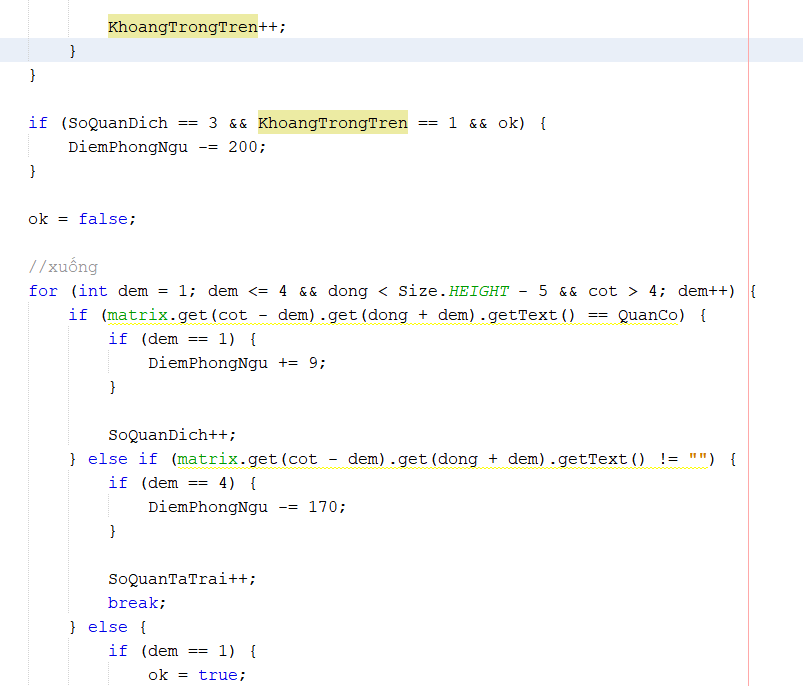 KhoangTrongTren++;
}
}
if (SoQuanDich == 3 && KhoangTrongTren == 1 && ok) {
DiemPhongNgu -= 200;
}
ok = false;
//xuống
for (int dem = 1; dem <= 4 && dong < Size.HEIGHT - 5 && cot > 4; dem++) {
if (matrix.get(cot - dem).get(dong + dem).getText() == QuanCo) {
if (dem == 1) {
DiemPhongNgu += 9;
}
SoQuanDich++;
} else if (matrix.get(cot - dem).get(dong + dem).getText() != "") {
if (dem == 4) {
DiemPhongNgu -= 170;
}
SoQuanTaTrai++;
break;
} else {
if (dem == 1) {
ok = true;